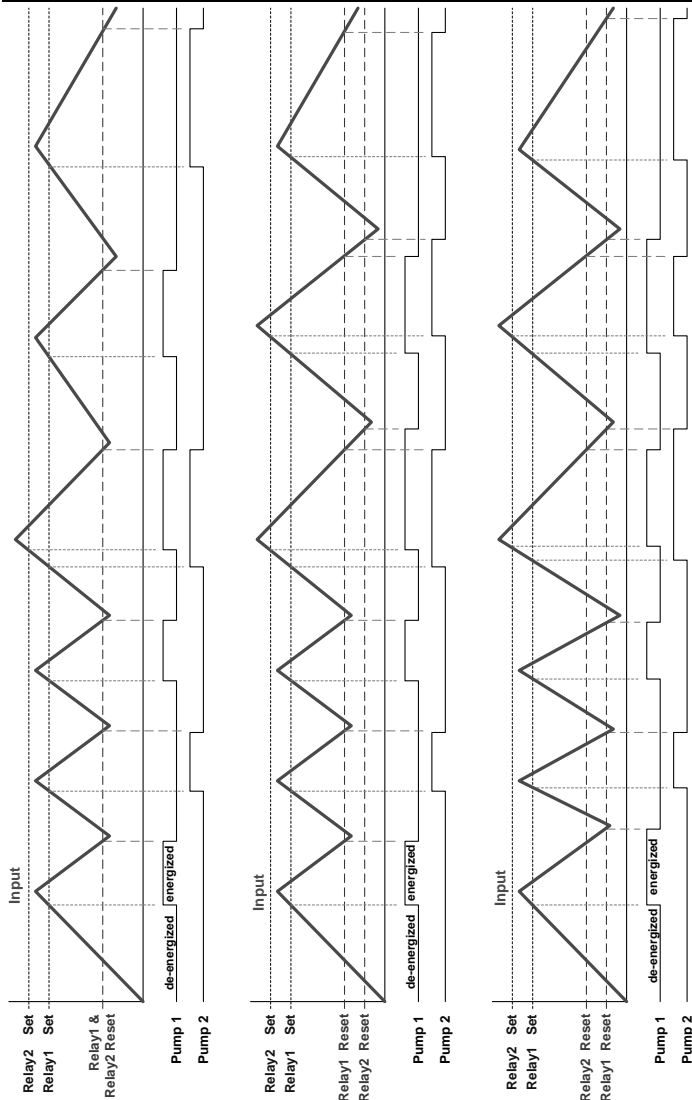 Input
Relay2 Set
Relay1 Set
Relay1 &
Relay2 Reset
de-energized energized
Pump 1
Pump 2
Input
Relay2 Set
Relay1 Set
Relay1 Reset
Relay2 Reset
de-energized energized
Pump 1
Pump 2
Input
Relay2 Set
Relay1 Set
Relay2 Reset
Relay1 Reset
de-energized energized
Pump 1
Pump 2